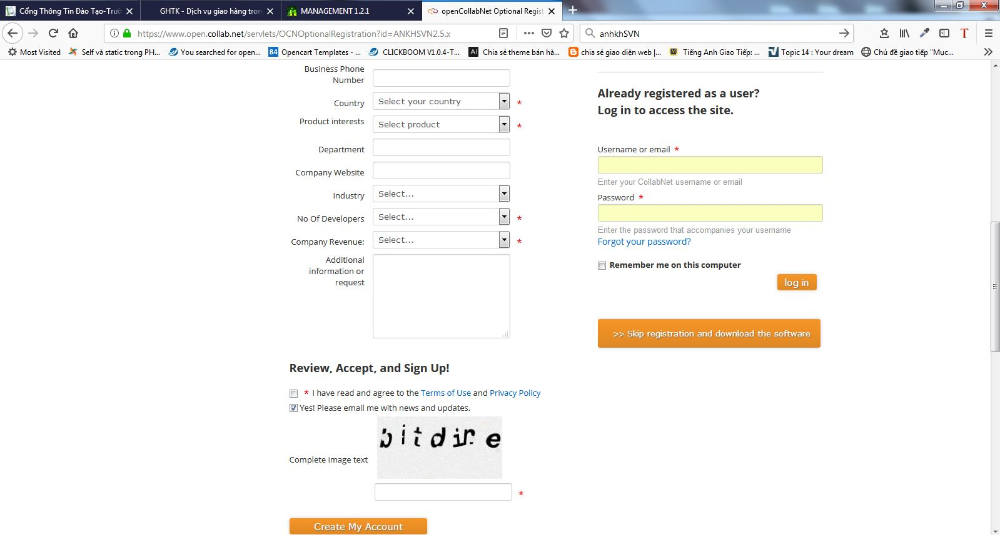 Cổng Thông Tin Đào Tạo-Trườ
GHTK - Dịch vụ giao hàng tron
MANAGEMENT 1.2.1
openCollabNet Optional Regist
https://www.open.collab.net/servlets/OCNOptionalRegistration?id=ANKHSVN2.5.x
anhkhSVN
Most Visited
Self và static trong PH...
You searched for open...
84 Opencart Templates - ...
CLICKBOOM V1.0.4-T...
AI Chia sẻ theme bán hà...
chia sẻ giao diện web |...
Tiếng Anh Giao Tiếp: ...
Topic 14 : Your dream
Chủ đề giao tiếp "Mục...
Business Phone
Number
Country
Select your country *
Product interests
Select product *
Department
Company Website
Industry
Select...
No Of Developers
Select... *
Company Revenue:
Select... *
Additional
information or
request
Review, Accept, and Sign Up!
* I have read and agree to the Terms of Use and Privacy Policy
Yes! Please email me with news and updates.
Complete image text
*
Create My Account
Already registered as a user?
Log in to access the site.
Username or email *
Enter your CollabNet username or email
Password *
Enter the password that accompanies your username
Forgot your password?
Remember me on this computer
log in
>> Skip registration and download the software